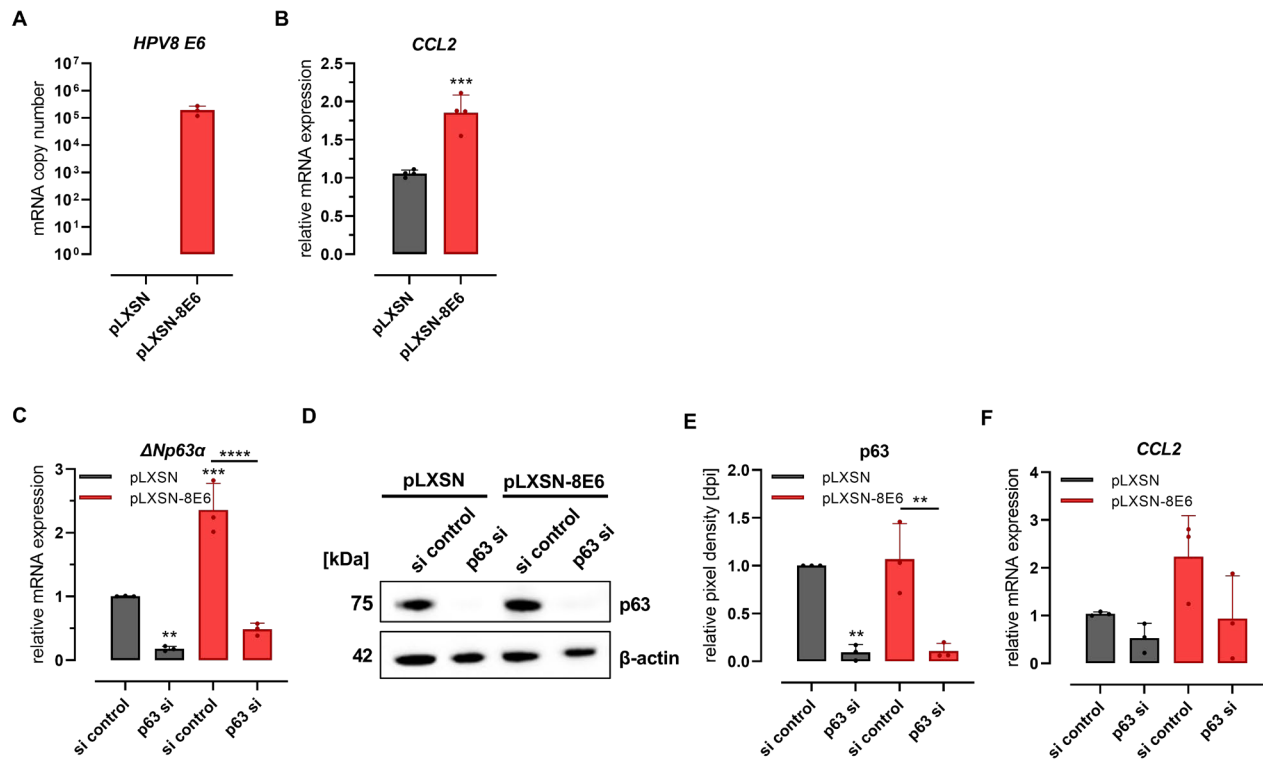 A
HPV8 E6
mRNA copy number
10⁷
10⁶
10⁵
10⁴
10³
10²
10¹
10⁰
pLXSN
pLXSN-8E6
B
CCL2
relative mRNA expression
2.5
2.0
1.5
1.0
0.5
0.0
***
pLXSN
pLXSN-8E6
C
ΔNp63α
relative mRNA expression
3
2
1
0
pLXSN
pLXSN-8E6
****
***
**
si control
p63 si
si control
p63 si
D
pLXSN pLXSN-8E6
si control
p63 si
si control
p63 si
[kDa]
75 p63
42 β-actin
E
p63
relative pixel density [dpi]
2.0
1.5
1.0
0.5
0.0
pLXSN
pLXSN-8E6
**
**
si control
p63 si
si control
p63 si
F
CCL2
relative mRNA expression
4
3
2
1
0
pLXSN
pLXSN-8E6
si control
p63 si
si control
p63 si